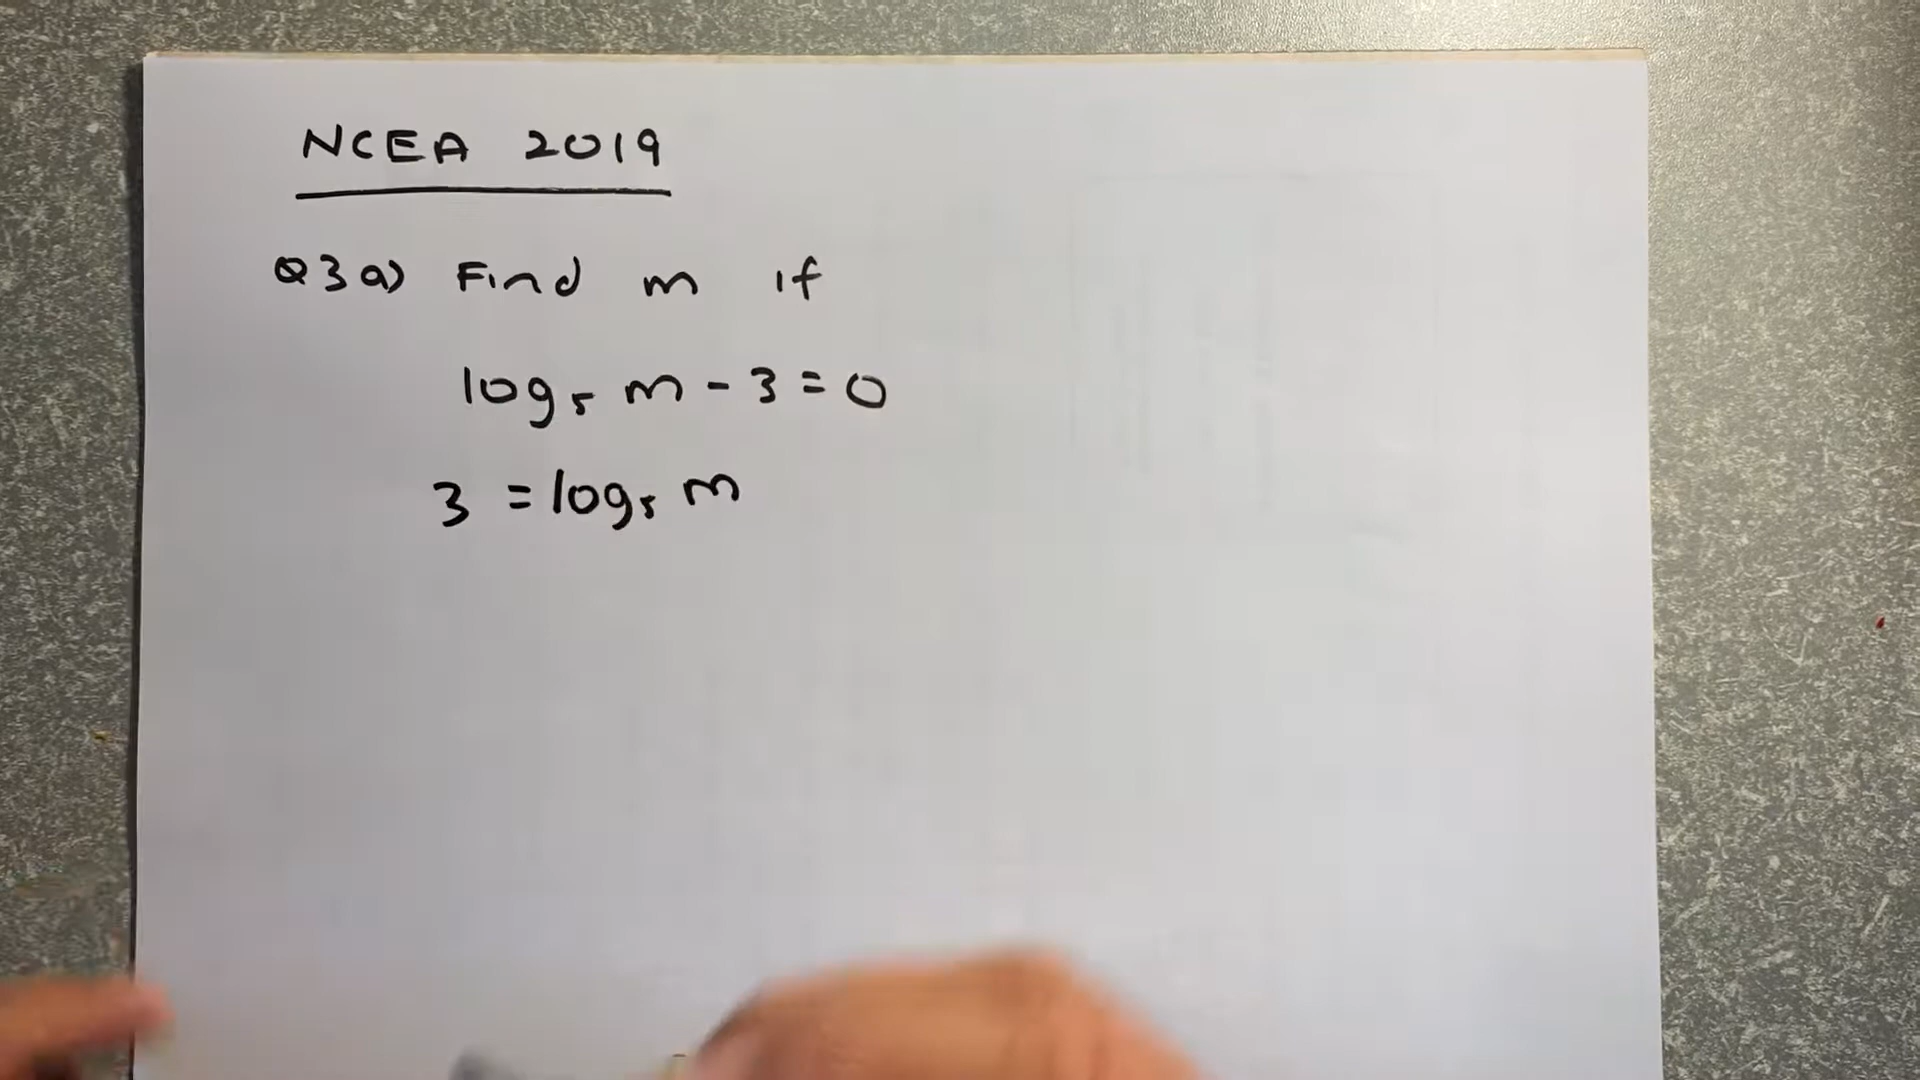 NCEA 2019
Q3a) Find m if
log₅ m - 3 = 0
3 = log₅ m